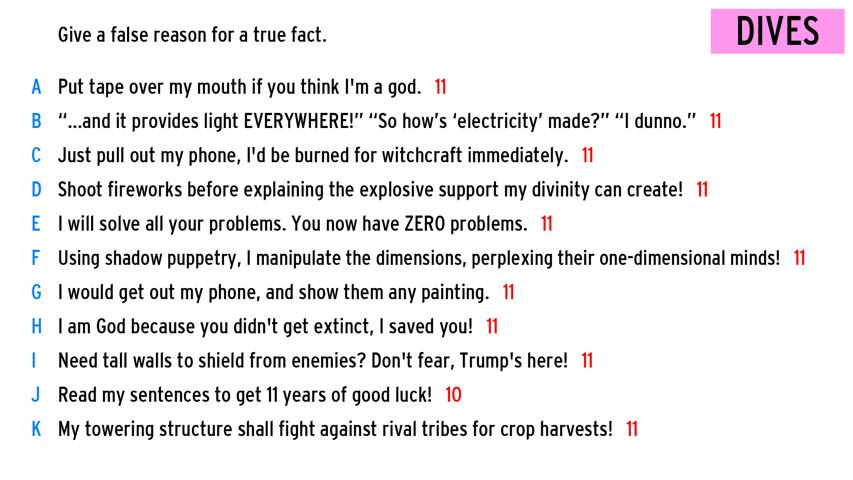 Give a false reason for a true fact.
DIVES
A Put tape over my mouth if you think I'm a god. 11
B “...and it provides light EVERYWHERE!” “So how’s ‘electricity’ made?” “I dunno.” 11
C Just pull out my phone, I'd be burned for witchcraft immediately. 11
D Shoot fireworks before explaining the explosive support my divinity can create! 11
E I will solve all your problems. You now have ZERO problems. 11
F Using shadow puppetry, I manipulate the dimensions, perplexing their one-dimensional minds! 11
G I would get out my phone, and show them any painting. 11
H I am God because you didn't get extinct, I saved you! 11
I Need tall walls to shield from enemies? Don't fear, Trump's here! 11
J Read my sentences to get 11 years of good luck! 10
K My towering structure shall fight against rival tribes for crop harvests! 11